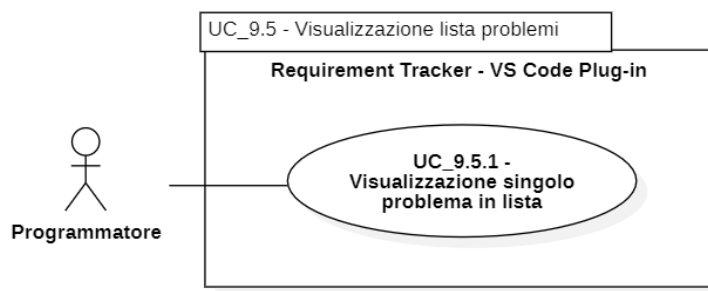 UC_9.5 - Visualizzazione lista problemi
Requirement Tracker - VS Code Plug-in
UC_9.5.1 -
Visualizzazione singolo
problema in lista
Programmatore